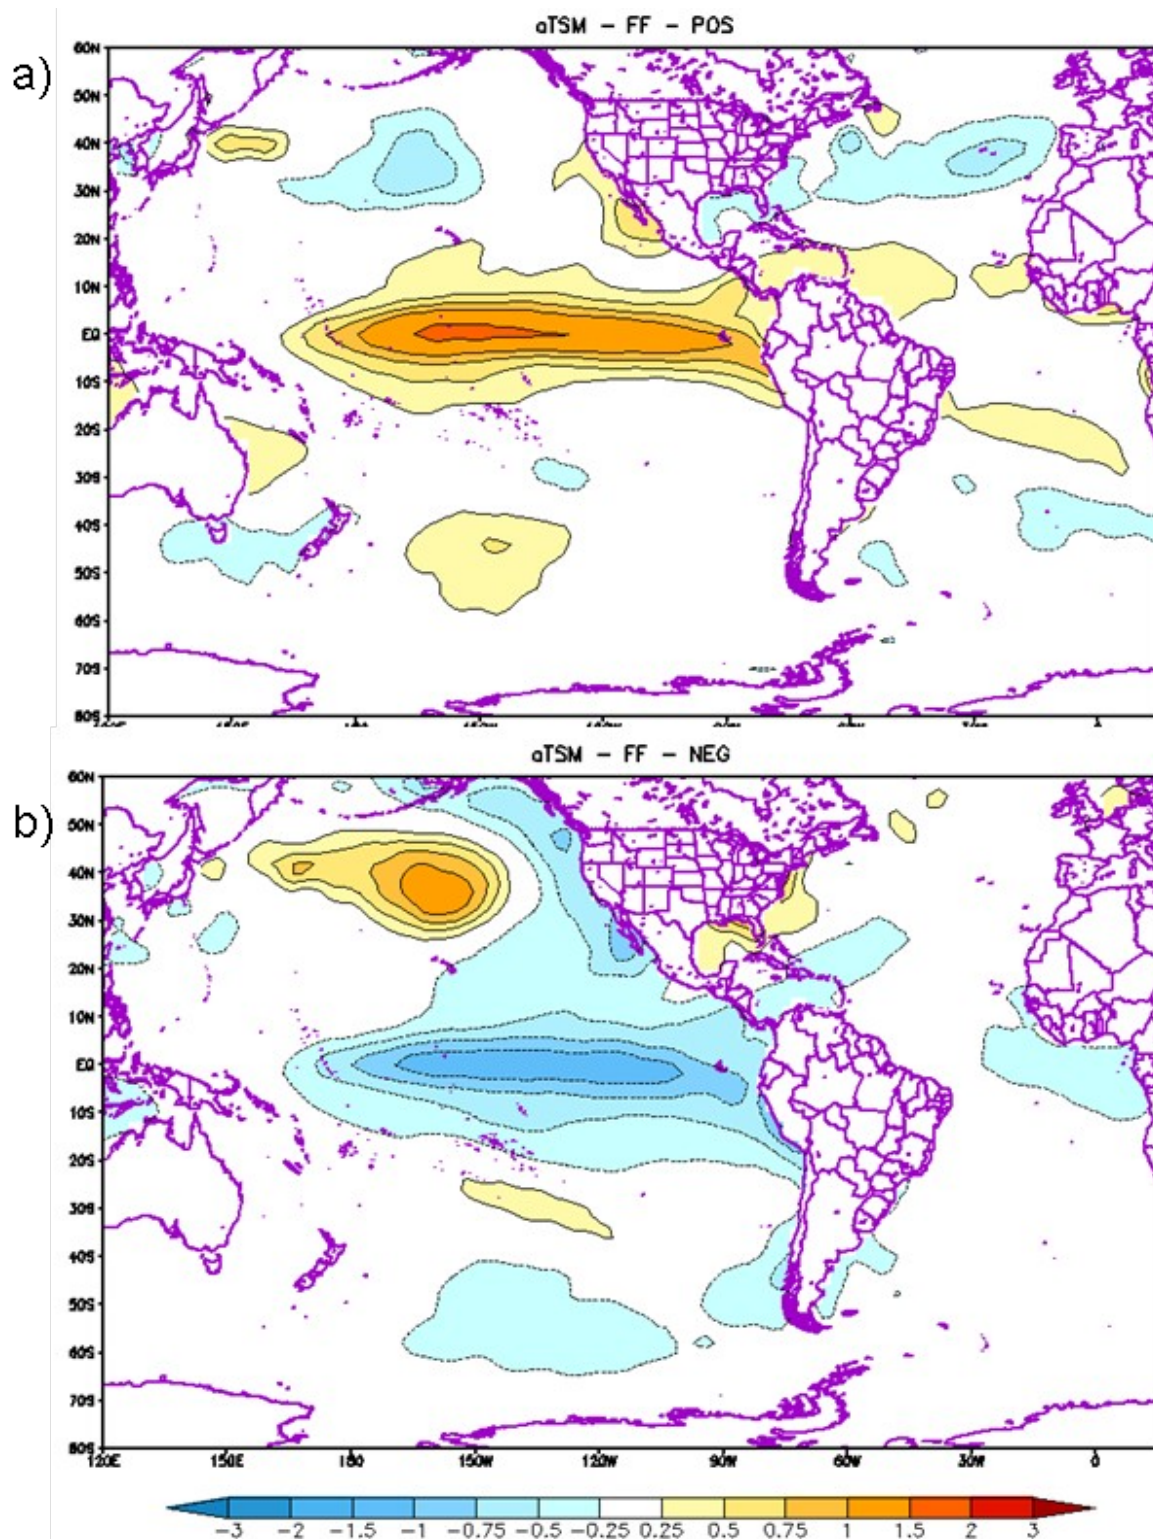 aTSM – FF – POS
a)
60N
50N
40N
30N
20N
10N
EQ
10S
20S
30S
40S
50S
60S
70S
80S
aTSM – FF – NEG
60N
b)
50N
40N
30N
20N
10N
EQ
10S
20S
30S
40S
50S
60S
70S
80S
120E 150E 180 150W 120W 90W 60W 30W 0
−3 −2 −1.5 −1 −0.75 −0.5 −0.25 0.25 0.5 0.75 1 1.5 2 3